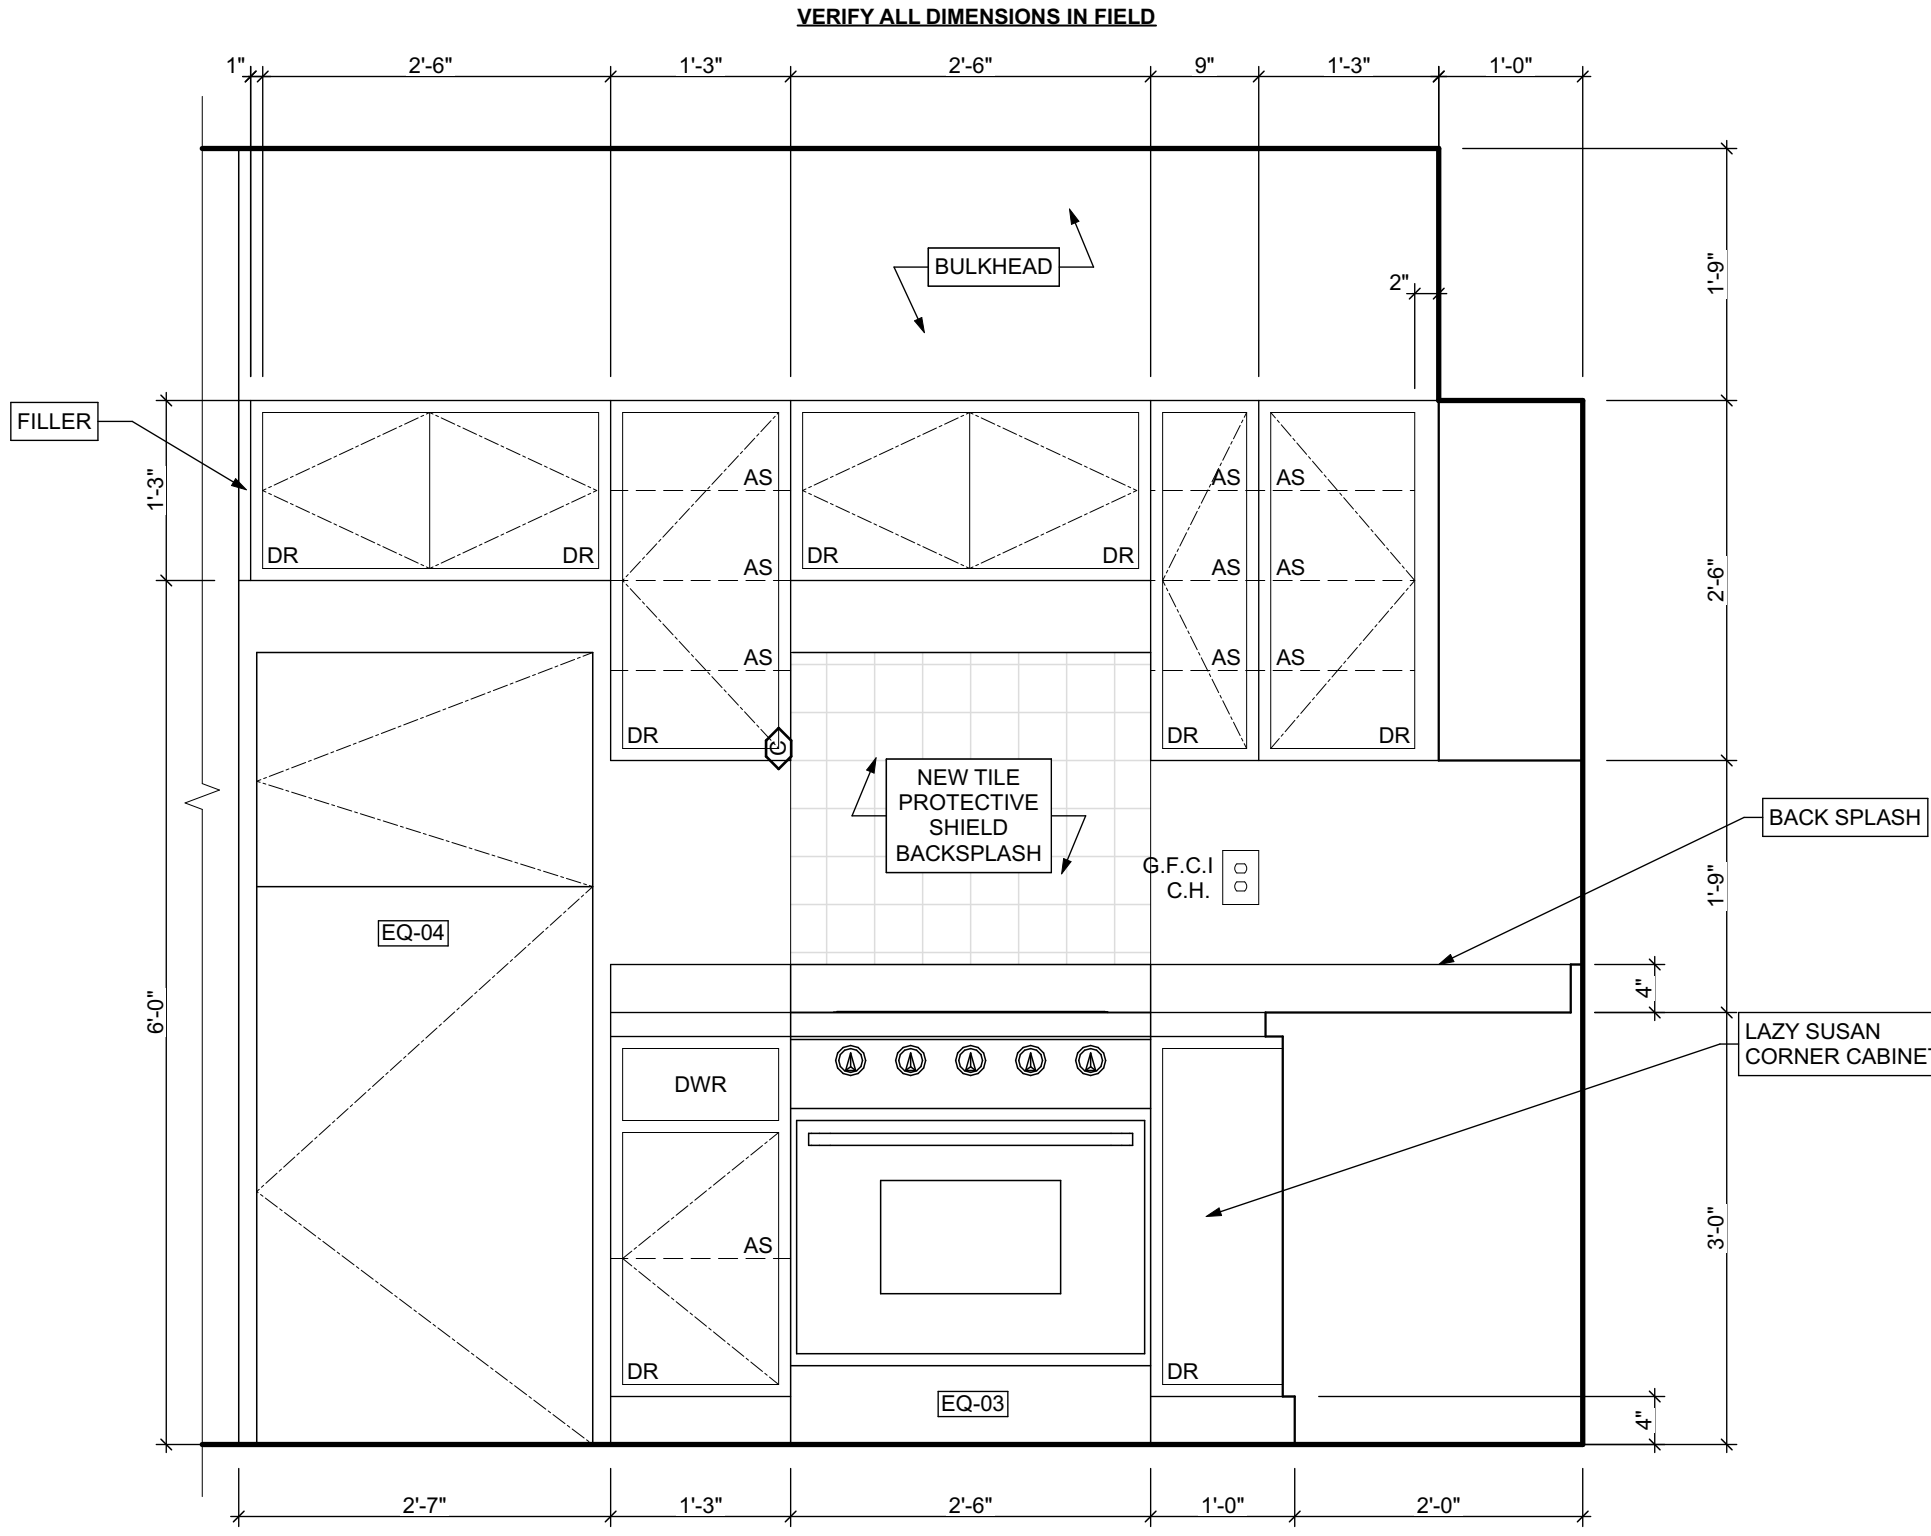 VERIFY ALL DIMENSIONS IN FIELD
1" 2'-6" 1'-3" 2'-6" 9" 1'-3" 1'-0"
BULKHEAD
2"
1'-9"
FILLER
1'-3"
AS AS AS
DR DR DR DR
AS AS AS
2'-6"
AS AS AS
DR DR DR
C
NEW TILE
PROTECTIVE
SHIELD
BACKSPLASH
BACK SPLASH
G.F.C.I
C.H.
1'-9"
EQ-04
6'-0"
4"
LAZY SUSAN
CORNER CABINET
DWR
3'-0"
AS
DR DR
EQ-03
4"
2'-7" 1'-3" 2'-6" 1'-0" 2'-0"